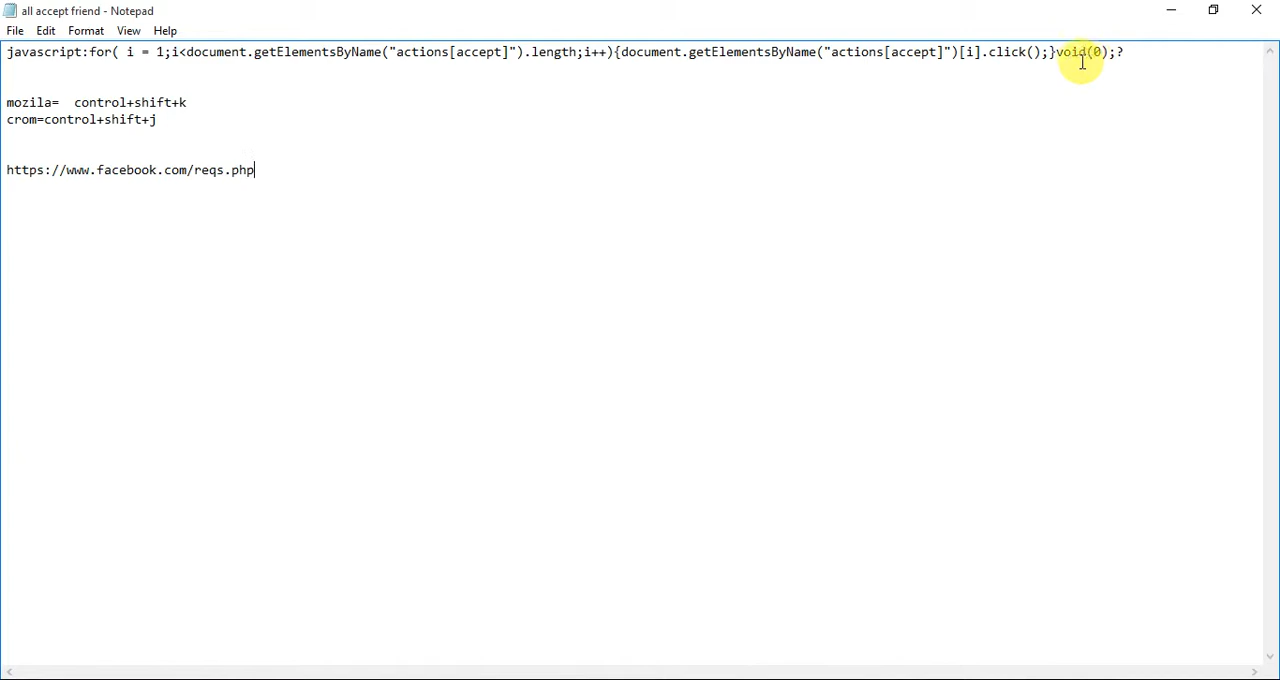 all accept friend - Notepad
File Edit Format View Help
javascript:for( i = 1;i<document.getElementsByName("actions[accept]").length;i++){document.getElementsByName("actions[accept]")[i].click();}void(0);?
mozila=  control+shift+k
crom=control+shift+j
https://www.facebook.com/reqs.php